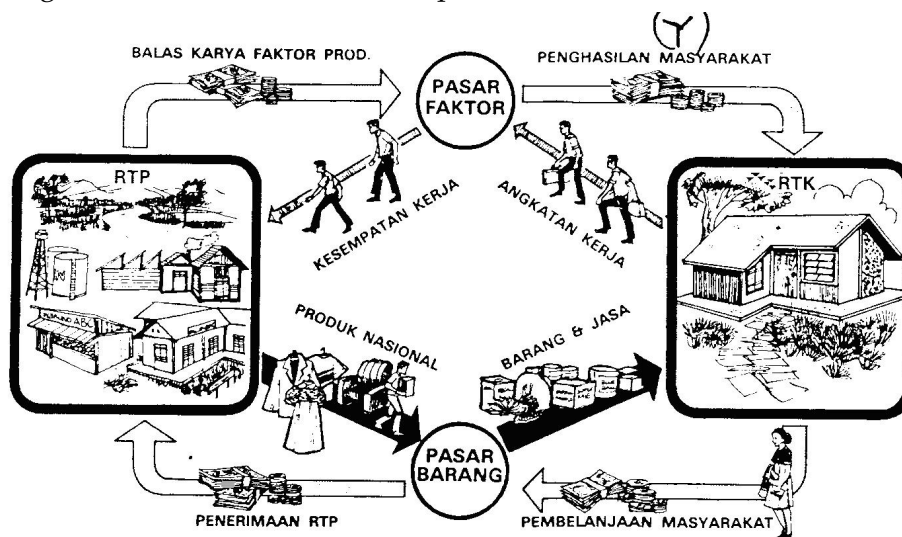 BALAS KARYA FAKTOR PROD.
Y
PENGHASILAN MASYARAKAT
PASAR
FAKTOR
RTP
RTK
KESEMPATAN KERJA
ANGKATAN KERJA
PRODUK NASIONAL
BARANG & JASA
PASAR
BARANG
PENERIMAAN RTP
PEMBELANJAAN MASYARAKAT